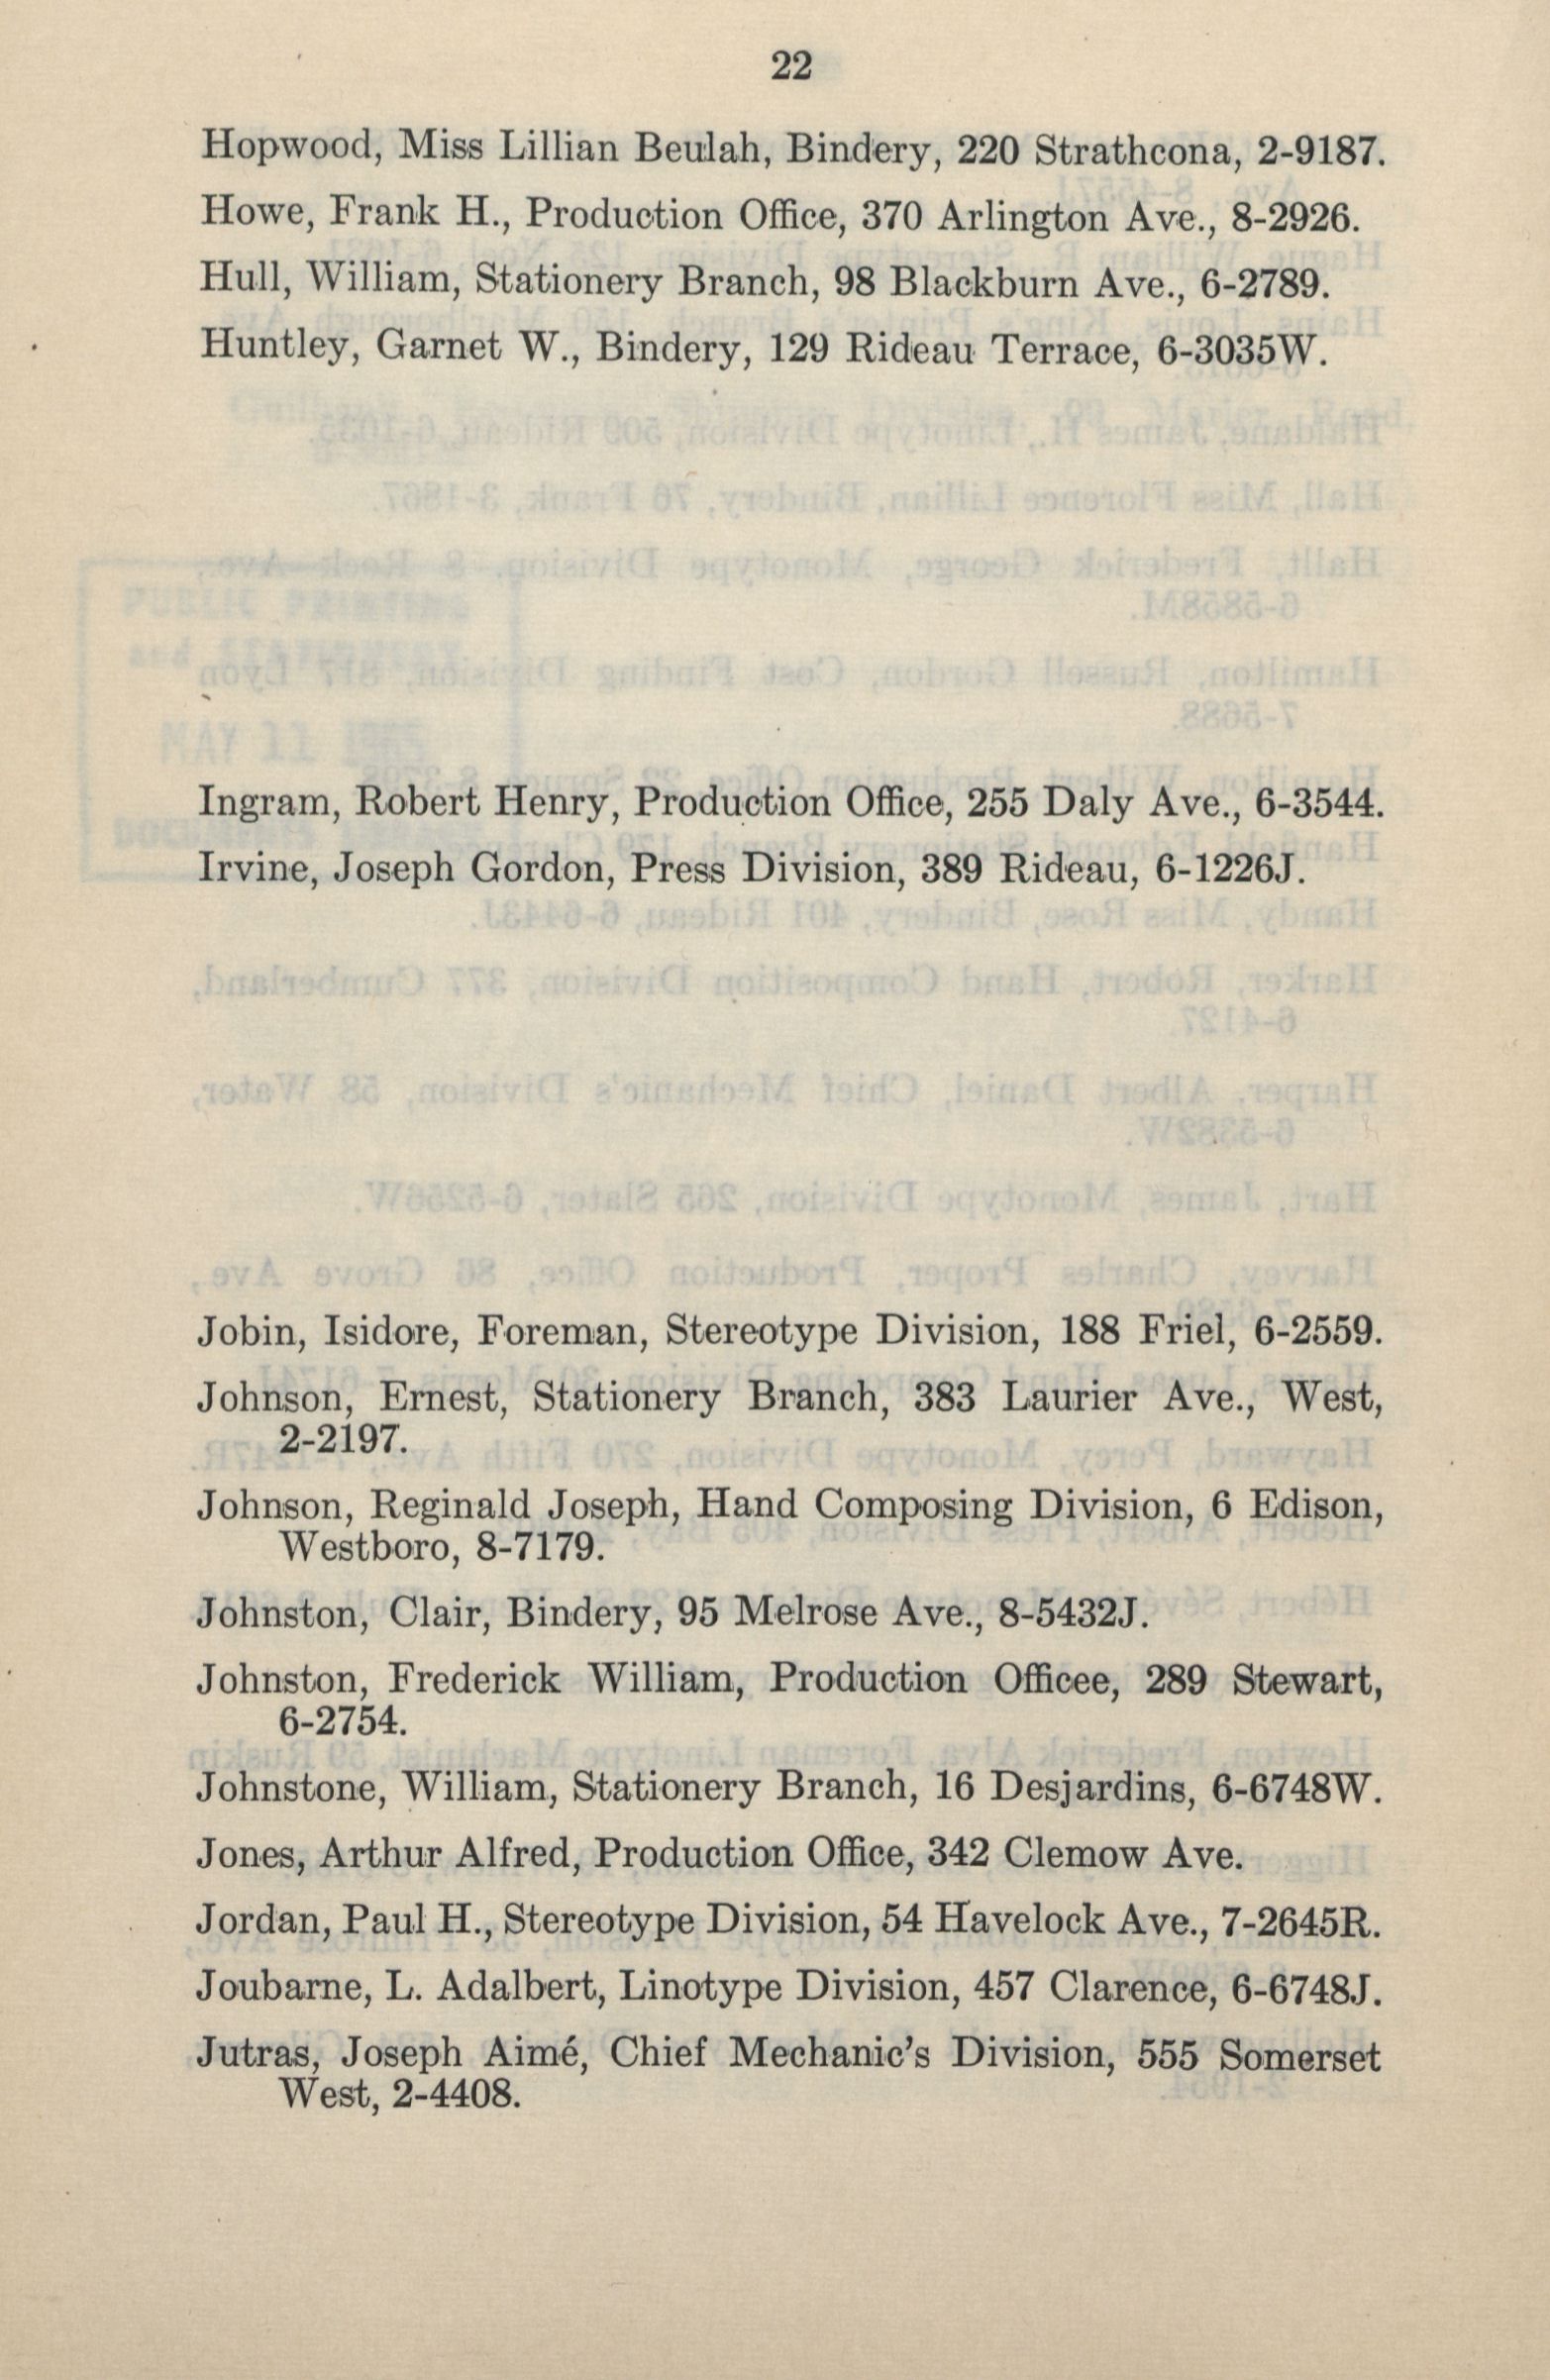 22
Hopwood, Miss Lillian Beulah, Bindery, 220 Strathcona, 2-9187.
Howe, Frank H., Production Office, 370 Arlington Ave., 8-2926.
Hull, William, Stationery Branch, 98 Blackburn Ave., 6-2789.
Huntley, Garnet W., Bindery, 129 Rideau Terrace, 6-3035W.
PUBLIC PRINTING
and STATIONERY
MAY 11
Ingram, Robert Henry, Production Office, 255 Daly Ave., 6-3544.
Irvine, Joseph Gordon, Press Division, 389 Rideau, 6-1226J.
Jobin, Isidore, Foreman, Stereotype Division, 188 Friel, 6-2559.
Johnson, Ernest, Stationery Branch, 383 Laurier Ave., West,
2-2197.
Johnson, Reginald Joseph, Hand Composing Division, 6 Edison,
Westboro, 8-7179.
Johnston, Clair, Bindery, 95 Melrose Ave., 8-5432J.
Johnston, Frederick William, Production Officee, 289 Stewart,
6-2754.
Johnstone, William, Stationery Branch, 16 Desjardins, 6-6748W.
Jones, Arthur Alfred, Production Office, 342 Clemow Ave.
Jordan, Paul H., Stereotype Division, 54 Havelock Ave., 7-2645R.
Joubarne, L. Adalbert, Linotype Division, 457 Clarence, 6-6748J.
Jutras, Joseph Aimé, Chief Mechanic's Division, 555 Somerset
West, 2-4408.